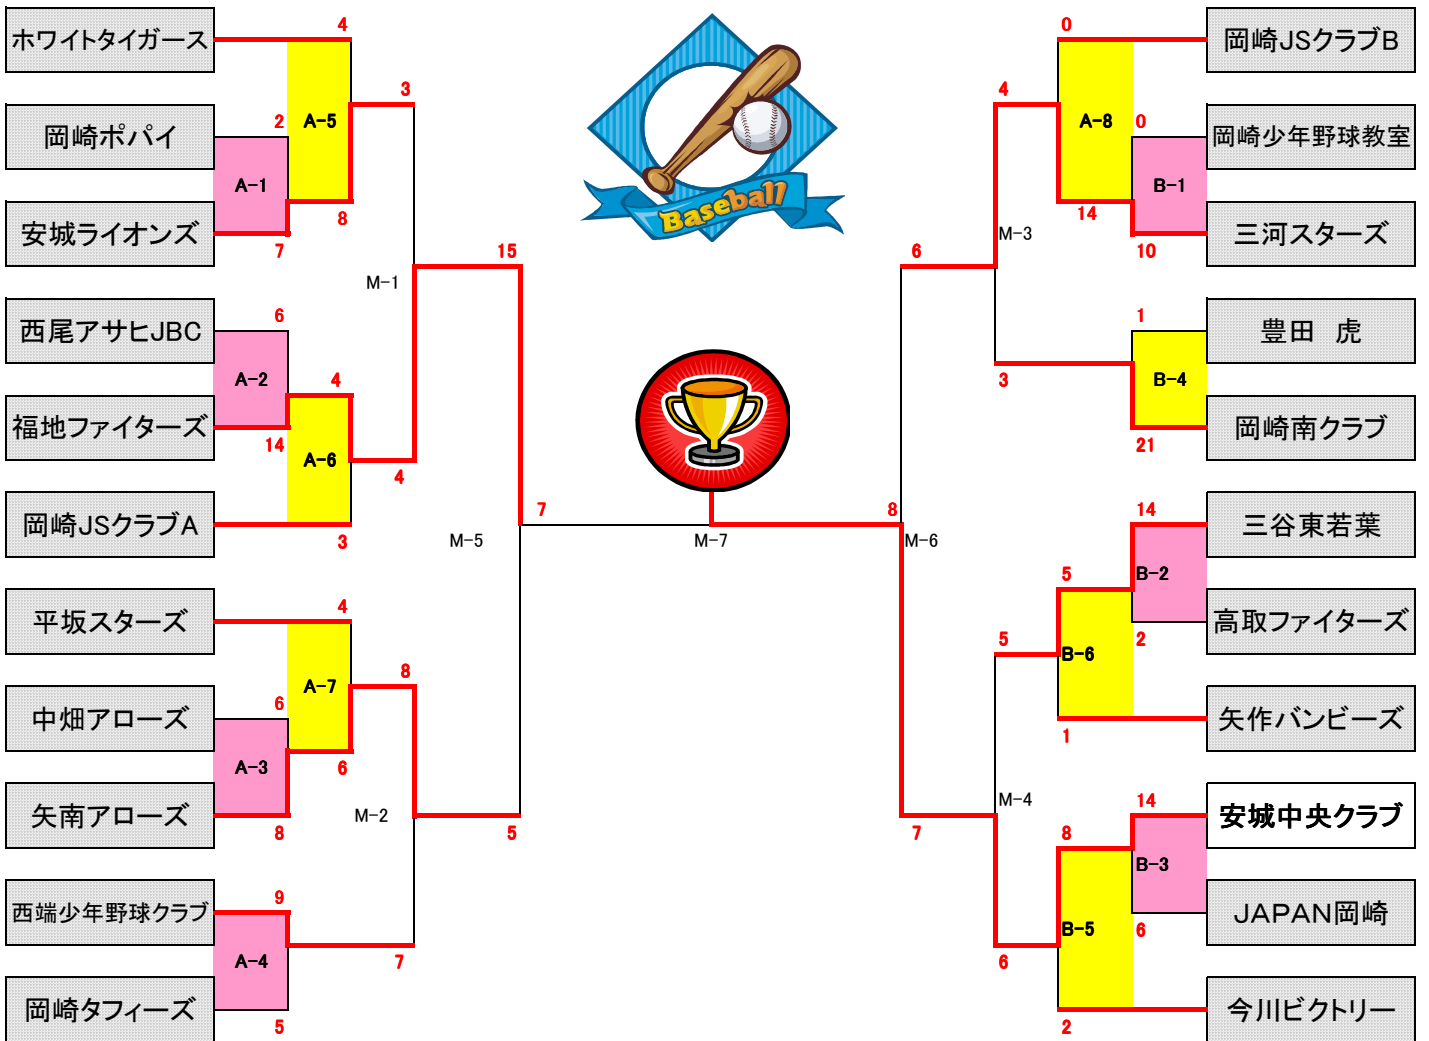 ホワイトタイガース
4
岡崎ポパイ
2
A-5
3
A-1
安城ライオンズ
7
8
M-1
15
西尾アサヒJBC
6
A-2
4
福地ファイターズ
14
A-6
4
岡崎JSクラブA
3
M-5
7
平坂スターズ
4
A-7
8
中畑アローズ
6
A-3
6
矢南アローズ
8
M-2
5
西端少年野球クラブ
9
A-4
7
岡崎タフィーズ
5
Baseball
M-7
0
岡崎JSクラブB
4
A-8
0
岡崎少年野球教室
B-1
14
10
三河スターズ
M-3
6
1
豊田 虎
3
B-4
岡崎南クラブ
21
8
M-6
14
三谷東若葉
5
B-2
高取ファイターズ
2
5
B-6
矢作バンビーズ
1
M-4
7
14
安城中央クラブ
8
B-3
JAPAN岡崎
6
B-5
6
今川ビクトリー
2